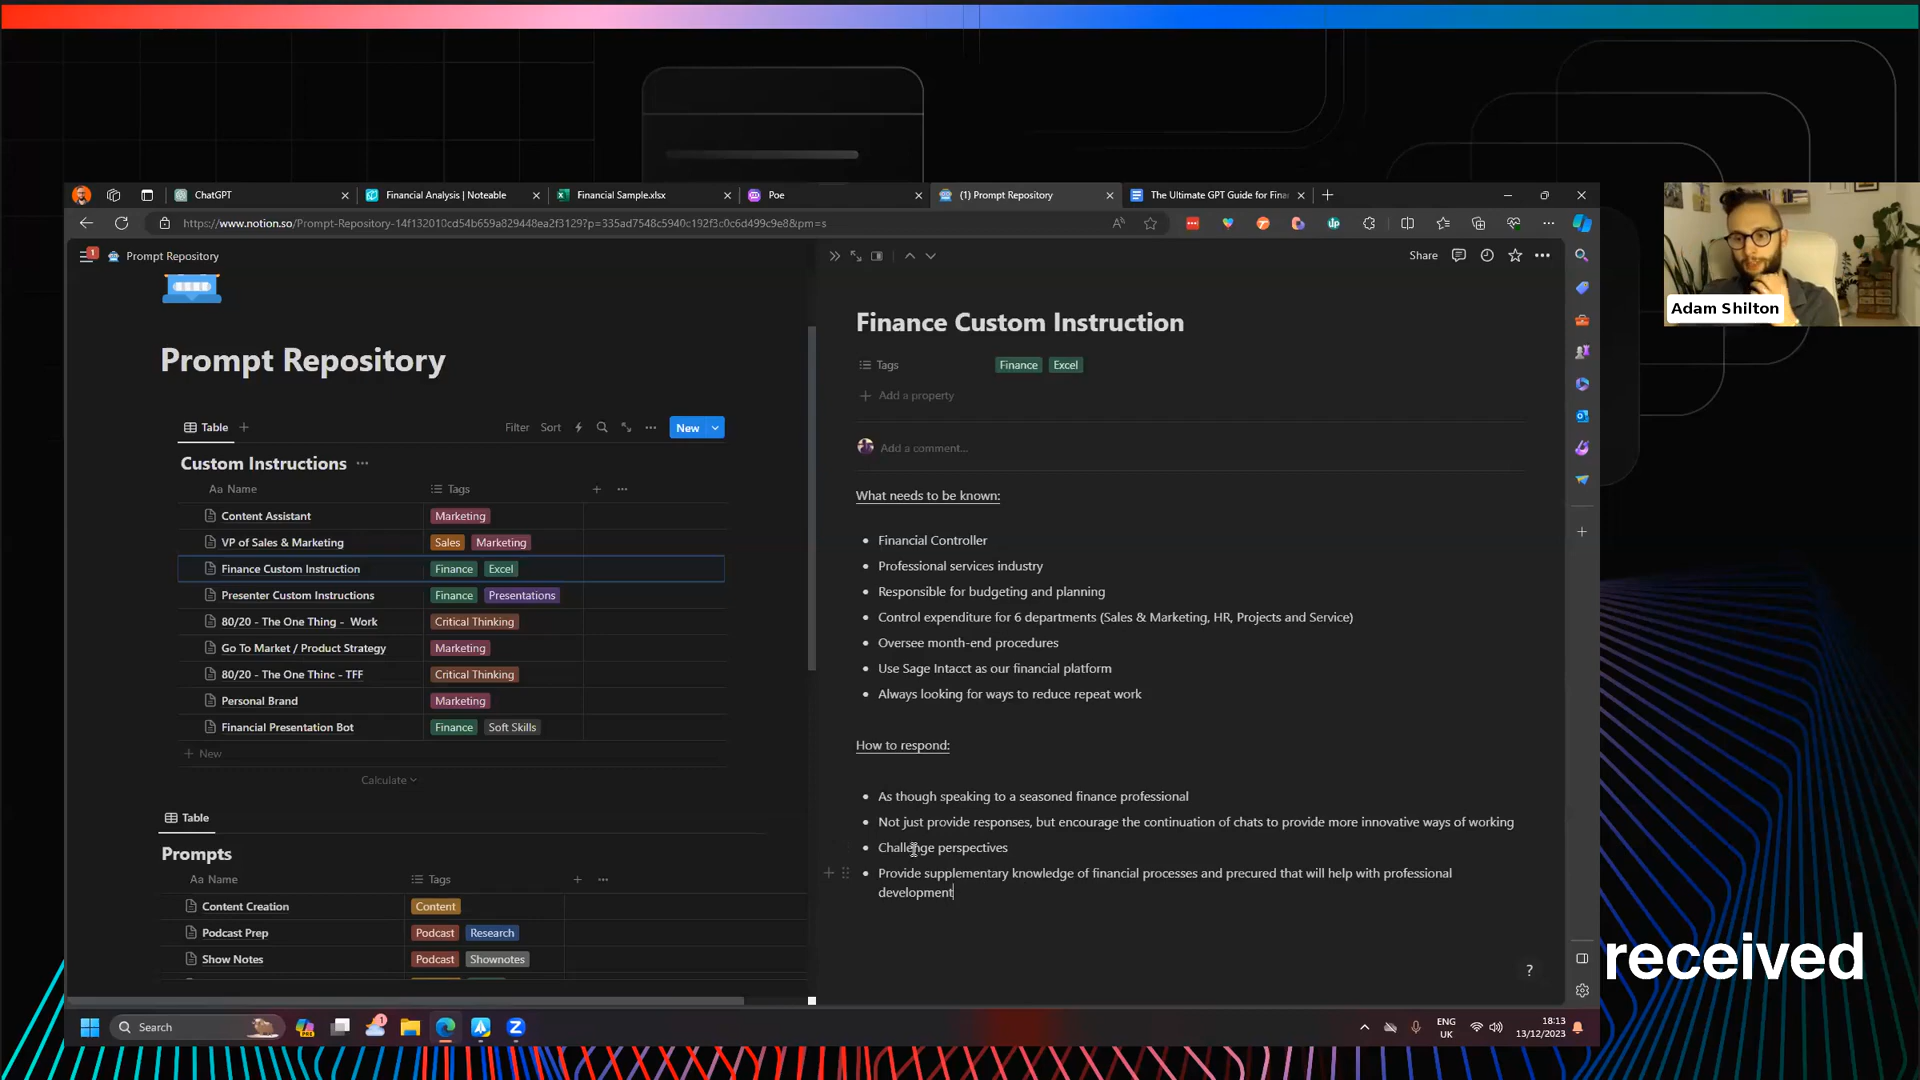 ChatGPT
Financial Analysis | Noteable
Financial Sample.xlsx
Poe
(1) Prompt Repository
The Ultimate GPT Guide for Fina
https://www.notion.so/Prompt-Repository-14f132010cd54b659a829448ea2f3129?p=335ad7548c5940c192f3c0c6d499c9e8&pm=s
1
Prompt Repository
Share
Prompt Repository
Table
Filter
Sort
New
Custom Instructions
Aa Name
Tags
Content Assistant
Marketing
VP of Sales & Marketing
Sales Marketing
Finance Custom Instruction
Finance Excel
Presenter Custom Instructions
Finance Presentations
80/20 - The One Thing - Work
Critical Thinking
Go To Market / Product Strategy
Marketing
80/20 - The One Thinc - TFF
Critical Thinking
Personal Brand
Marketing
Financial Presentation Bot
Finance Soft Skills
New
Calculate
Table
Prompts
Aa Name
Tags
Content Creation
Content
Podcast Prep
Podcast Research
Show Notes
Podcast Shownotes
Finance Custom Instruction
Tags
Finance Excel
Add a property
Add a comment...
What needs to be known:
Financial Controller
Professional services industry
Responsible for budgeting and planning
Control expenditure for 6 departments (Sales & Marketing, HR, Projects and Service)
Oversee month-end procedures
Use Sage Intacct as our financial platform
Always looking for ways to reduce repeat work
How to respond:
As though speaking to a seasoned finance professional
Not just provide responses, but encourage the continuation of chats to provide more innovative ways of working
Challenge perspectives
Provide supplementary knowledge of financial processes and precured that will help with professional
development
?
Adam Shilton
received
Search
1
ENG
UK
18:13
13/12/2023